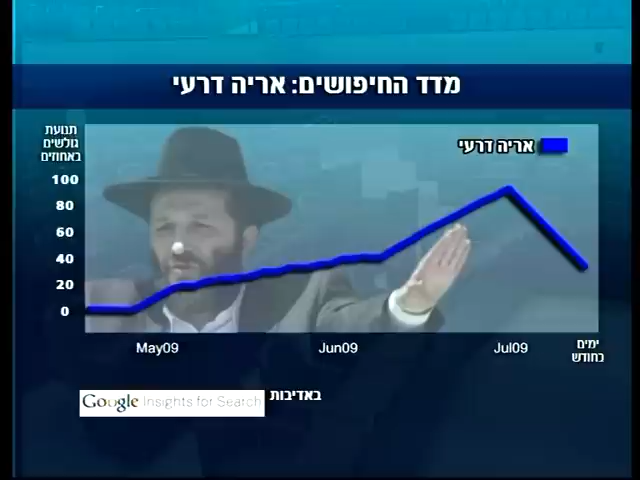 מדד החיפושים: אריה דרעי
תנועת
גולשים
באחוזים
אריה דרעי
100
80
60
40
20
0
May09 Jun09 Jul09
ימים
בחודש
באדיבות
Google Insights for Search